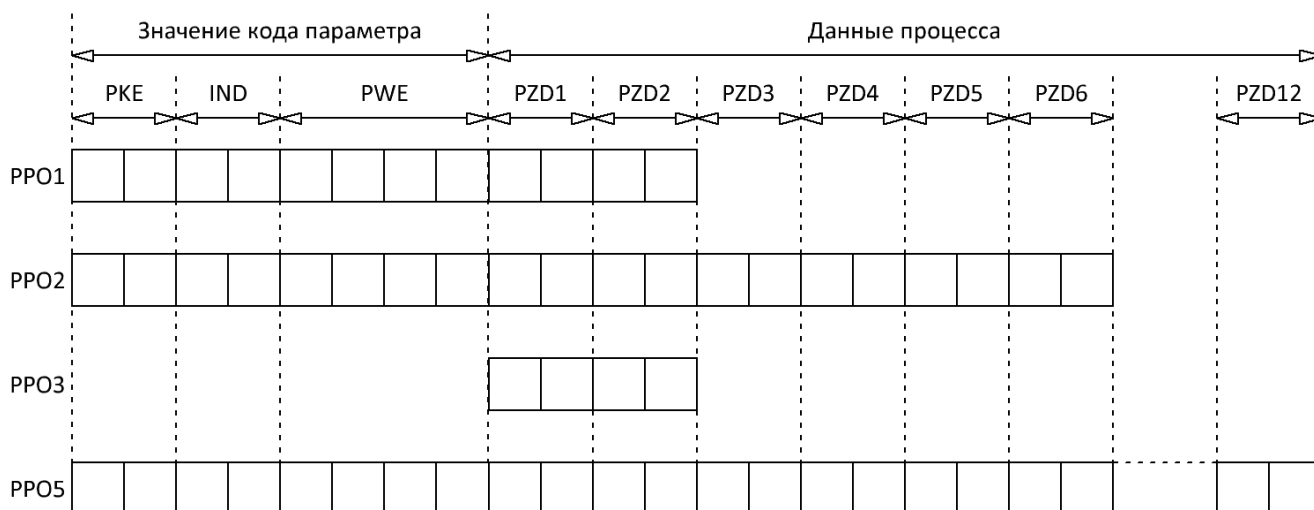 Значение кода параметра Данные процесса
PKE IND PWE PZD1 PZD2 PZD3 PZD4 PZD5 PZD6 PZD12
PPO1
PPO2
PPO3
PPO5